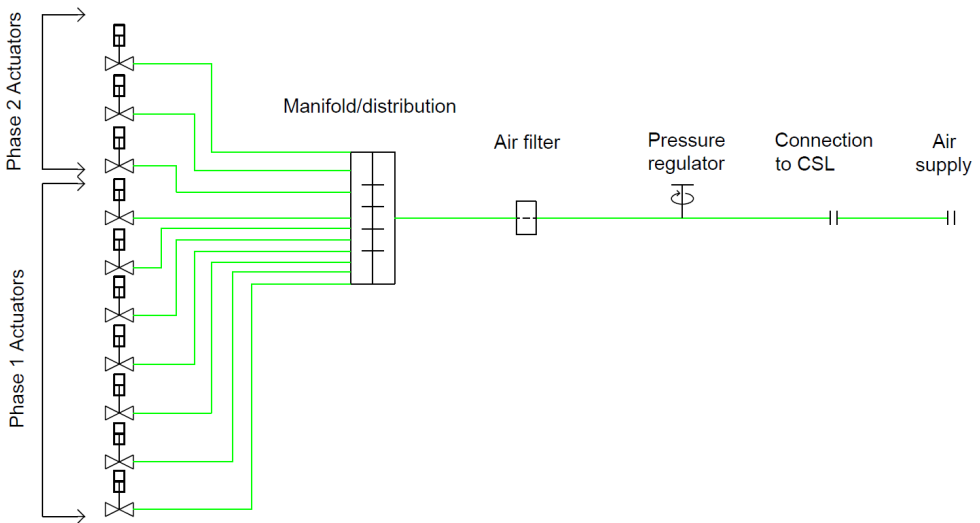 Phase 2 Actuators
Phase 1 Actuators
Manifold/distribution
Air filter
Pressure
regulator
Connection
to CSL
Air
supply